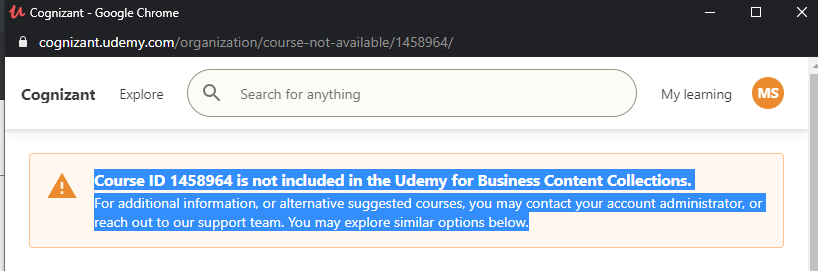 Cognizant - Google Chrome
cognizant.udemy.com/organization/course-not-available/1458964/
Cognizant Explore Search for anything My learning MS
Course ID 1458964 is not included in the Udemy for Business Content Collections.
For additional information, or alternative suggested courses, you may contact your account administrator, or
reach out to our support team. You may explore similar options below.